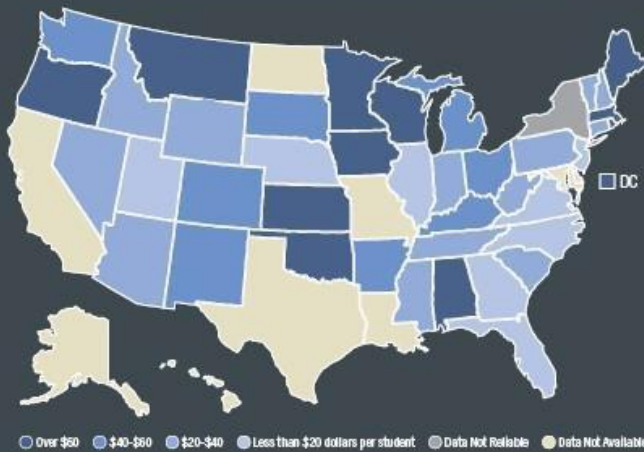 DC
Over $60 $40-$60 $20-$40 Less than $20 dollars per student Data Not Reliable Data Not Available